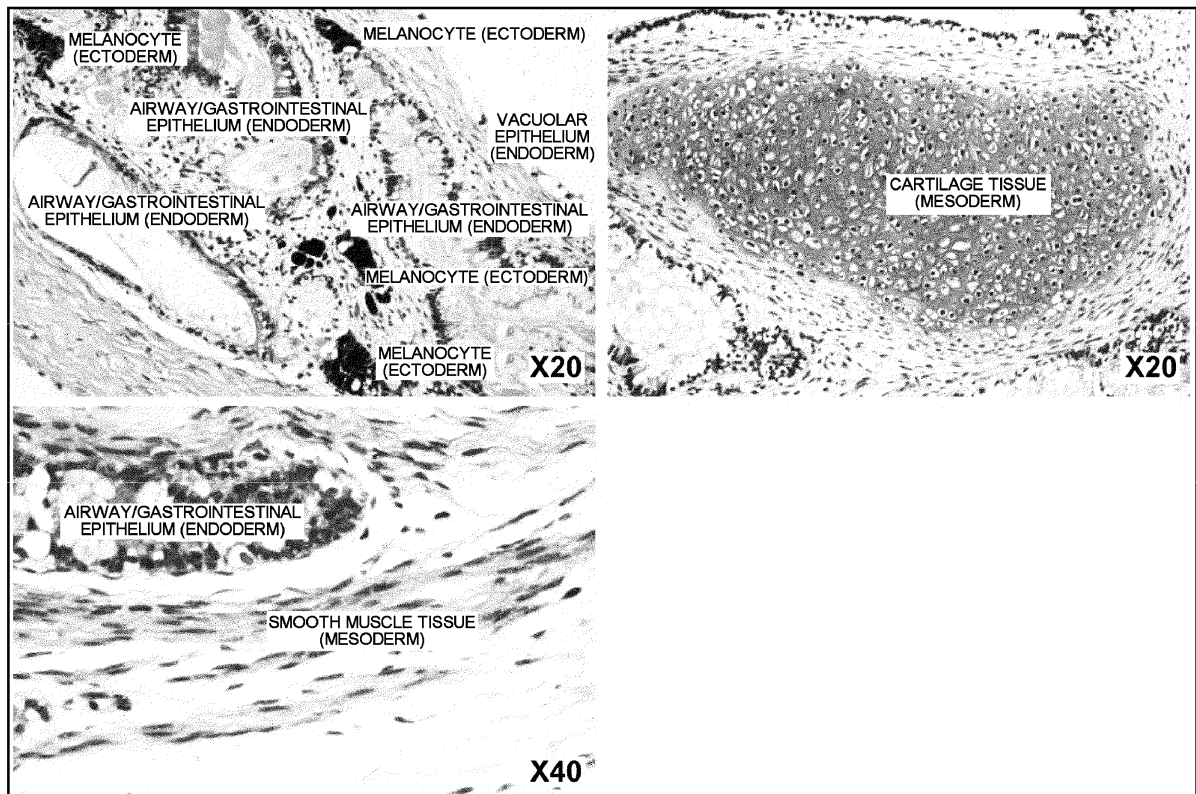 MELANOCYTE
(ECTODERM)
MELANOCYTE (ECTODERM)
AIRWAY/GASTROINTESTINAL
EPITHELIUM (ENDODERM)
VACUOLAR
EPITHELIUM
(ENDODERM)
AIRWAY/GASTROINTESTINAL
EPITHELIUM (ENDODERM)
AIRWAY/GASTROINTESTINAL
EPITHELIUM (ENDODERM)
MELANOCYTE (ECTODERM)
MELANOCYTE
(ECTODERM)
X20
CARTILAGE TISSUE
(MESODERM)
X20
AIRWAY/GASTROINTESTINAL
EPITHELIUM (ENDODERM)
SMOOTH MUSCLE TISSUE
(MESODERM)
X40